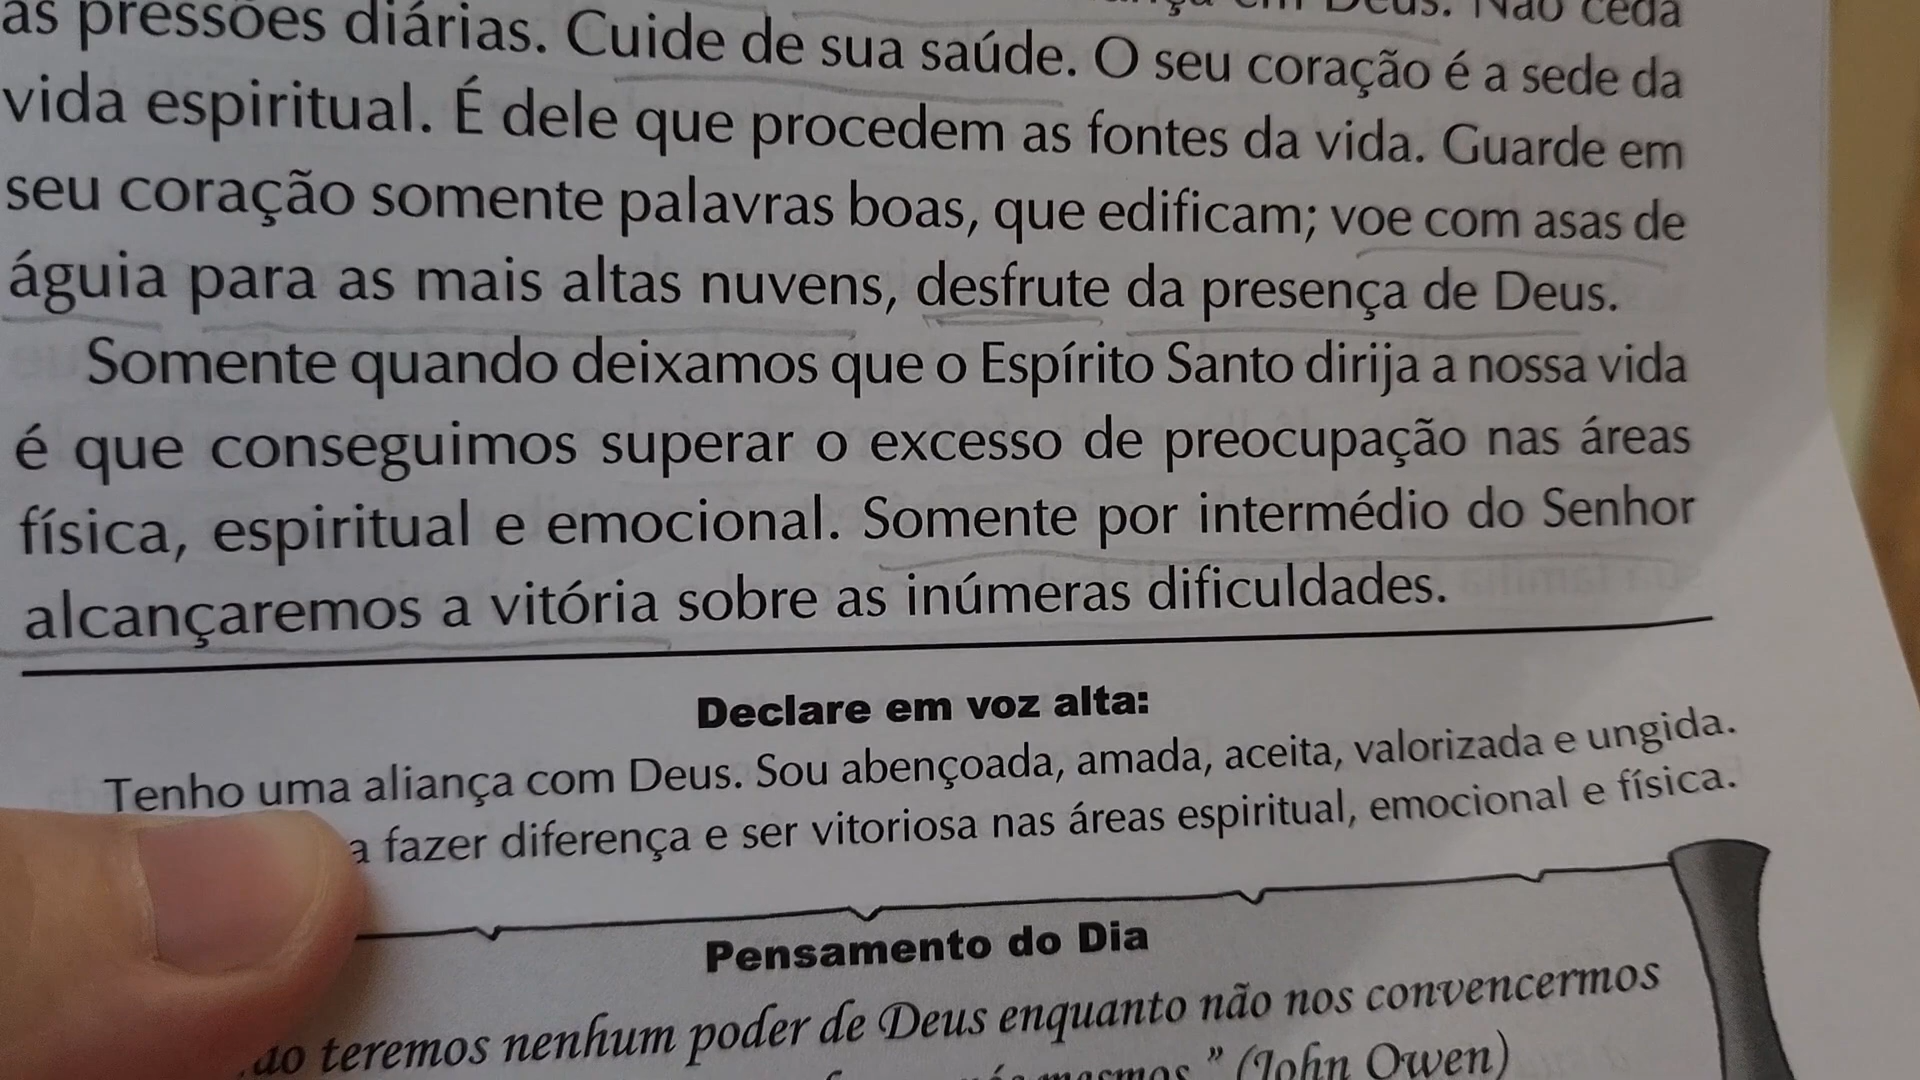 em Deus. Não ceda
as pressões diárias. Cuide de sua saúde. O seu coração é a sede da
vida espiritual. É dele que procedem as fontes da vida. Guarde em
seu coração somente palavras boas, que edificam; voe com asas de
águia para as mais altas nuvens, desfrute da presença de Deus.
Somente quando deixamos que o Espírito Santo dirija a nossa vida
é que conseguimos superar o excesso de preocupação nas áreas
física, espiritual e emocional. Somente por intermédio do Senhor
alcançaremos a vitória sobre as inúmeras dificuldades.
Declare em voz alta:
Tenho uma aliança com Deus. Sou abençoada, amada, aceita, valorizada e ungida.
a fazer diferença e ser vitoriosa nas áreas espiritual, emocional e física.
Pensamento do Dia
teremos nenhum poder de Deus enquanto não nos convencermos
mesmos." (John Owen)